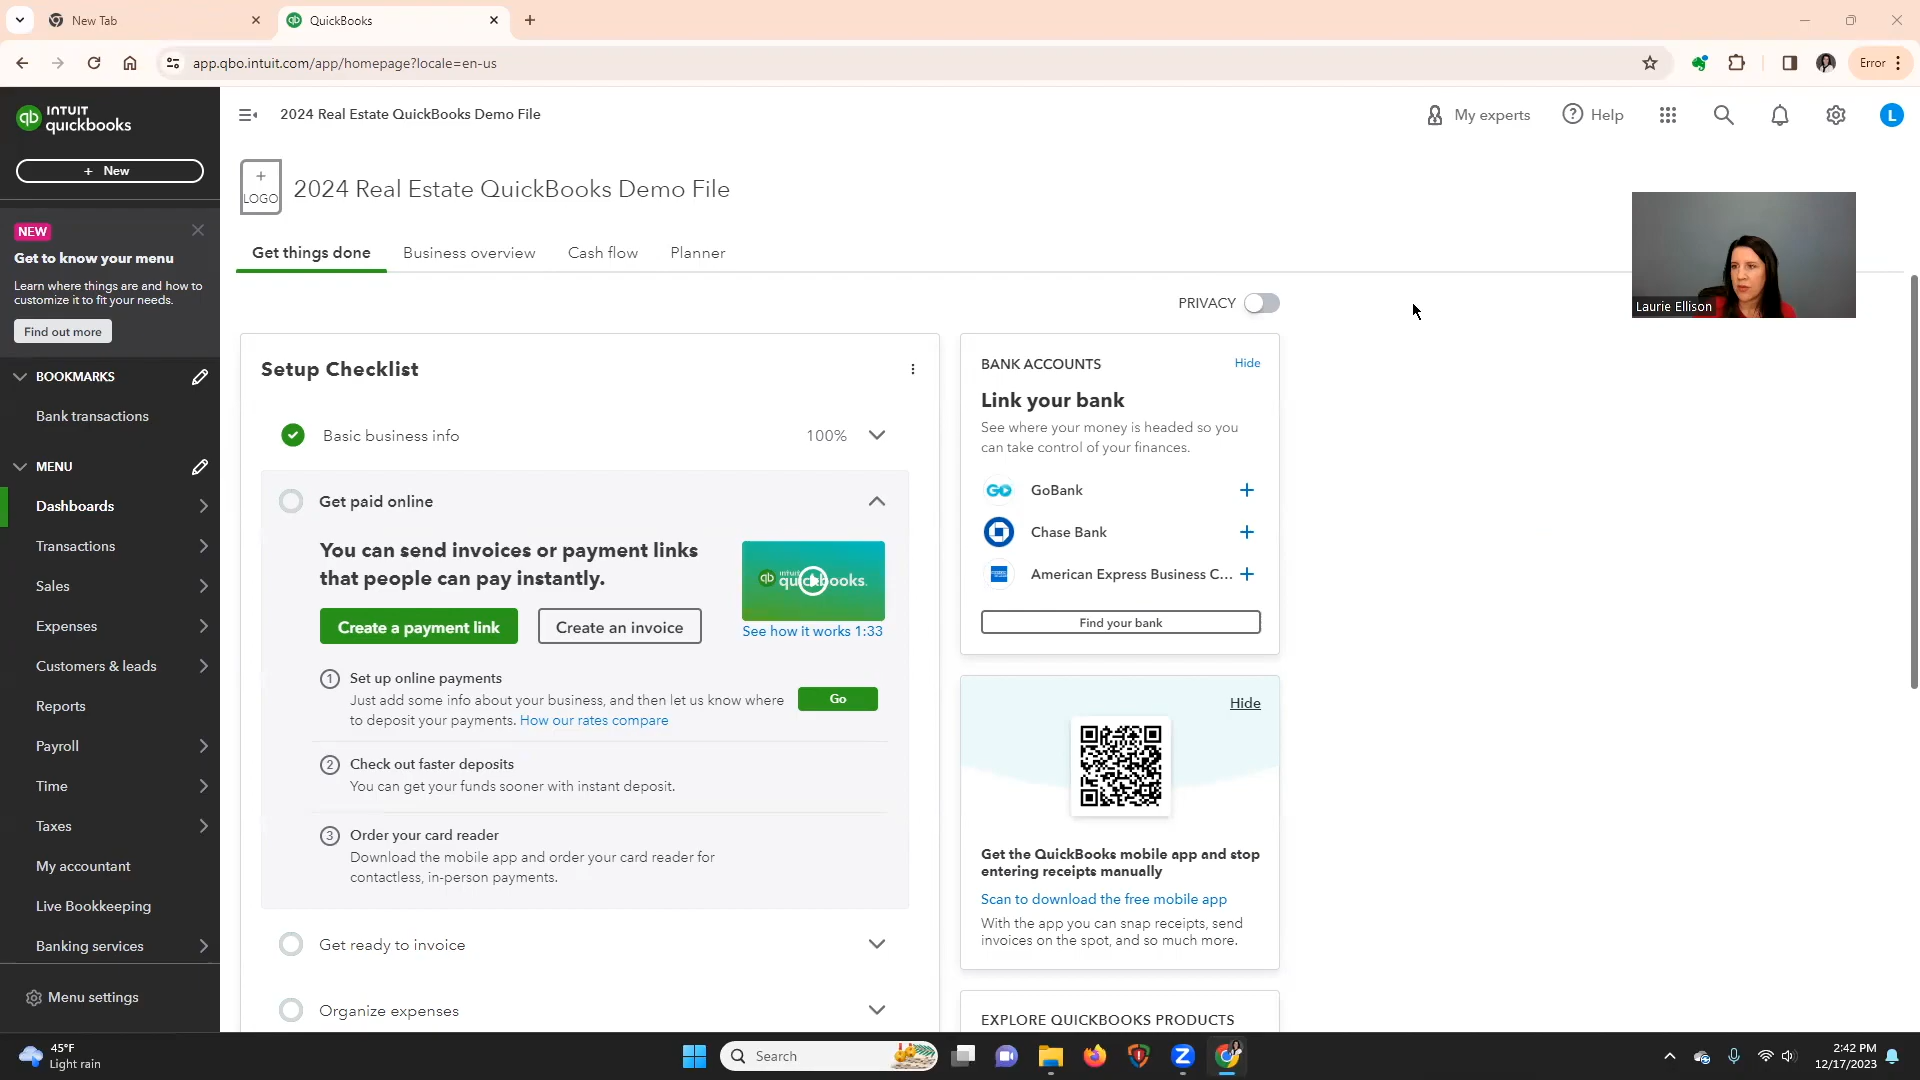 New Tab
QuickBooks
app.qbo.intuit.com/app/homepage?locale=en-us
Error
INTUIT
quickbooks
2024 Real Estate QuickBooks Demo File
My experts
Help
L
+ New
+
LOGO
2024 Real Estate QuickBooks Demo File
NEW
Get to know your menu
Learn where things are and how to
customize it to fit your needs.
Find out more
BOOKMARKS
Bank transactions
MENU
Dashboards
Transactions
Sales
Expenses
Customers & leads
Reports
Payroll
Time
Taxes
My accountant
Live Bookkeeping
Banking services
Menu settings
Get things done
Business overview
Cash flow
Planner
Laurie Ellison
PRIVACY
Setup Checklist
Basic business info
100%
Get paid online
You can send invoices or payment links
that people can pay instantly.
Create a payment link
Create an invoice
qb intuit quickbooks.
See how it works 1:33
1 Set up online payments
Just add some info about your business, and then let us know where
to deposit your payments. How our rates compare
Go
2 Check out faster deposits
You can get your funds sooner with instant deposit.
3 Order your card reader
Download the mobile app and order your card reader for
contactless, in-person payments.
Get ready to invoice
Organize expenses
BANK ACCOUNTS
Hide
Link your bank
See where your money is headed so you
can take control of your finances.
GO GoBank
Chase Bank
American Express Business C...
Find your bank
Hide
Get the QuickBooks mobile app and stop
entering receipts manually
Scan to download the free mobile app
With the app you can snap receipts, send
invoices on the spot, and so much more.
EXPLORE QUICKBOOKS PRODUCTS
45°F
Light rain
Search
2:42 PM
12/17/2023